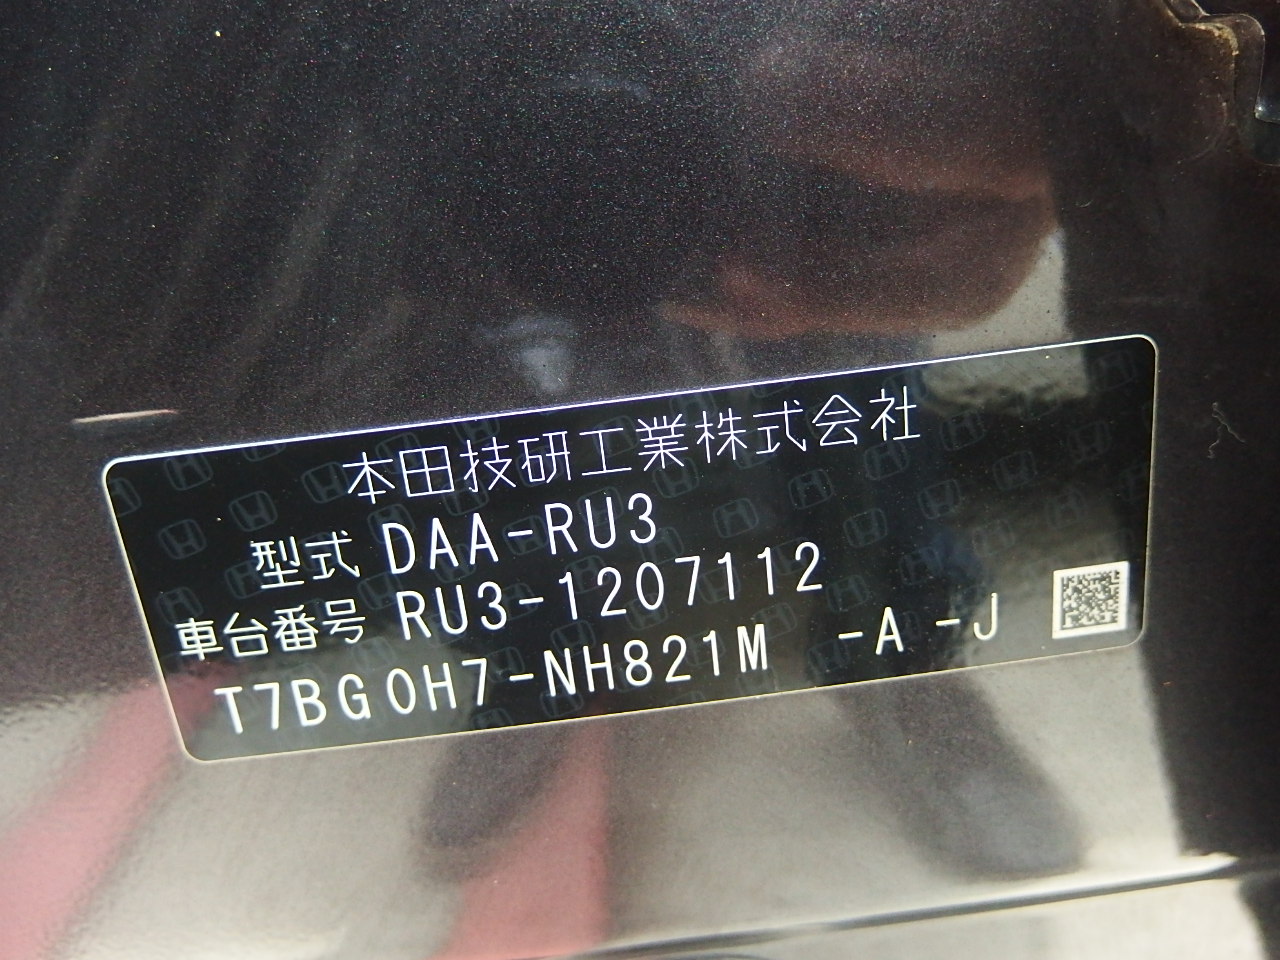 本田技研工業株式会社
型式 DAA-RU3
車台番号 RU3-1207112
T7BG0H7-NH821M -A -J